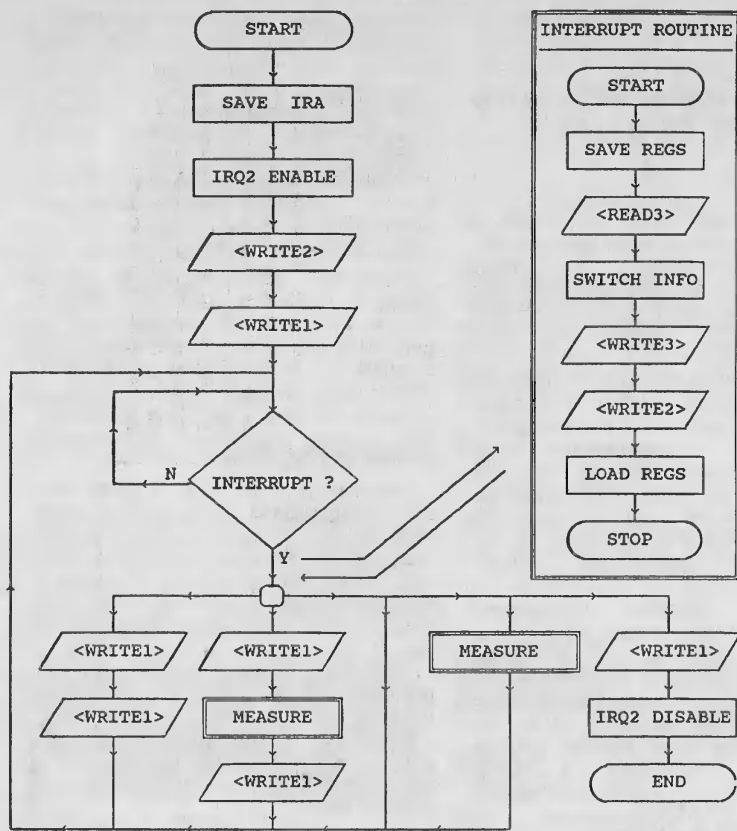 START
SAVE IRA
IRQ2 ENABLE
<WRITE2>
<WRITE1>
INTERRUPT ?
N
Y
<WRITE1>
<WRITE1>
<WRITE1>
MEASURE
<WRITE1>
MEASURE
<WRITE1>
IRQ2 DISABLE
END
INTERRUPT ROUTINE
START
SAVE REGS
<READ3>
SWITCH INFO
<WRITE3>
<WRITE2>
LOAD REGS
STOP